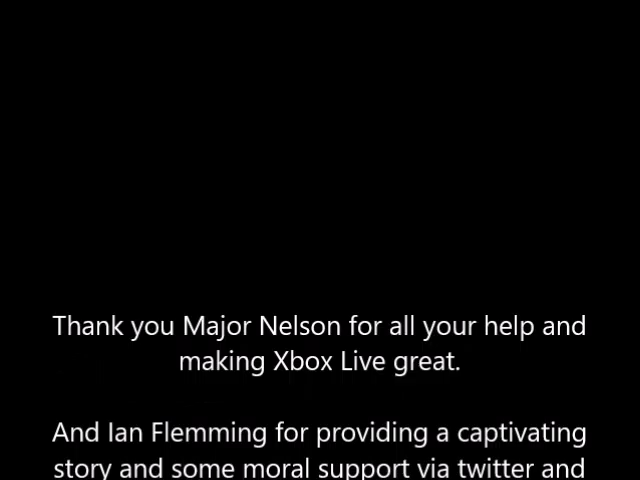 Thank you Major Nelson for all your help and
making Xbox Live great.
And Ian Flemming for providing a captivating
story and some moral support via twitter and